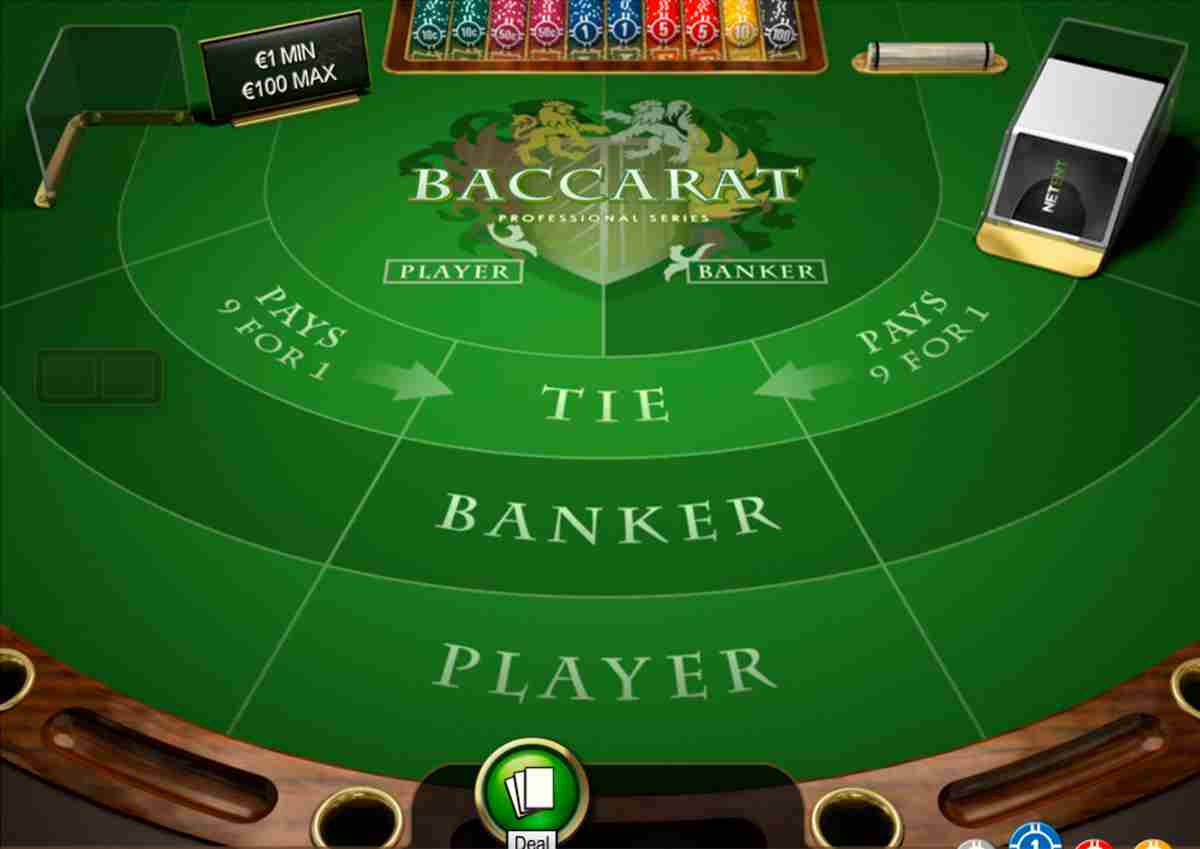 €1 MIN
€100 MAX
10c 10c 50c 50c 1 1 5 5 10 100
NETENT
BACCARAT
PROFESSIONAL SERIES
PLAYER
BANKER
PAYS
9 FOR 1
PAYS
9 FOR 1
TIE
BANKER
PLAYER
Deal
1